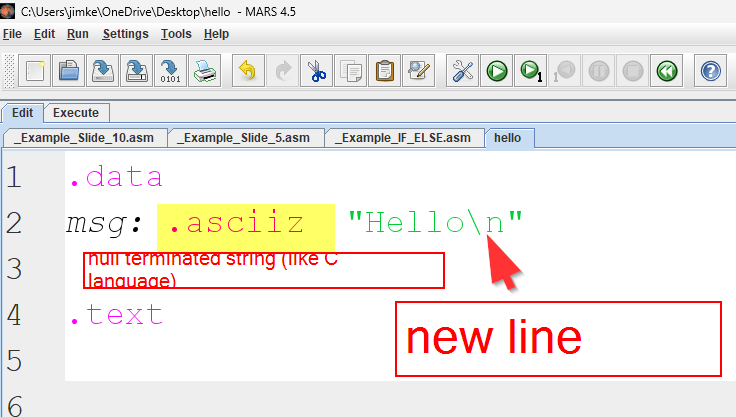 C:\Users\jimke\OneDrive\Desktop\hello - MARS 4.5
File Edit Run Settings Tools Help
0101
1
1
Edit Execute
_Example_Slide_10.asm _Example_Slide_5.asm _Example_IF_ELSE.asm hello
1 .data
2 msg: .asciiz "Hello\n"
3 null terminated string (like C
language)
4 .text
new line
5
6